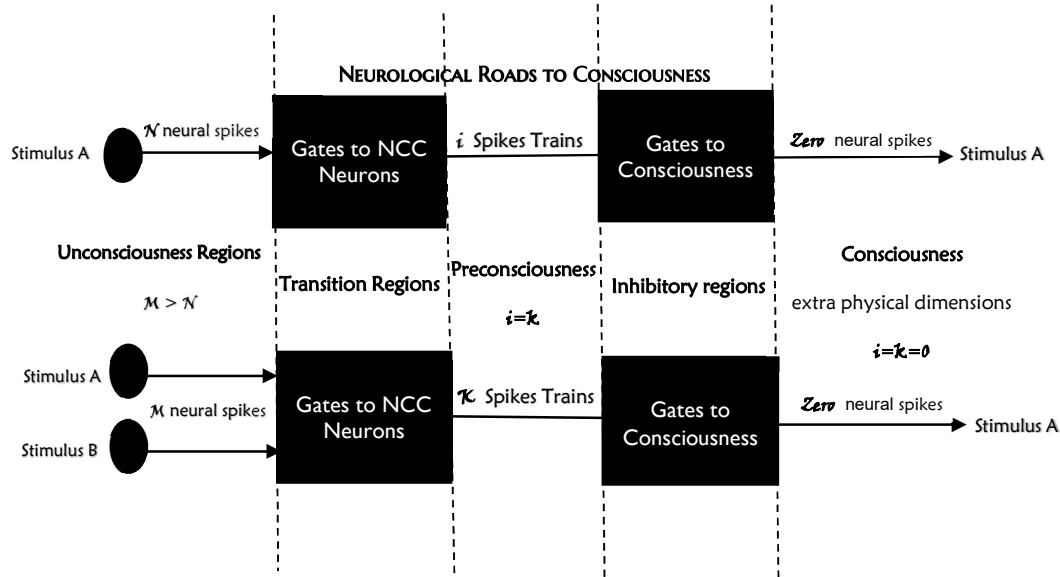 NEUROLOGICAL ROADS TO CONSCIOUSNESS
Stimulus A
N neural spikes
Gates to NCC
Neurons
i Spikes Trains
Gates to
Consciousness
Zero neural spikes
Stimulus A
Unconsciousness Regions
M > N
Transition Regions
Preconsciousness
i=k
Inhibitory regions
Consciousness
extra physical dimensions
i=k=0
Stimulus A
M neural spikes
Stimulus B
Gates to NCC
Neurons
K Spikes Trains
Gates to
Consciousness
Zero neural spikes
Stimulus A